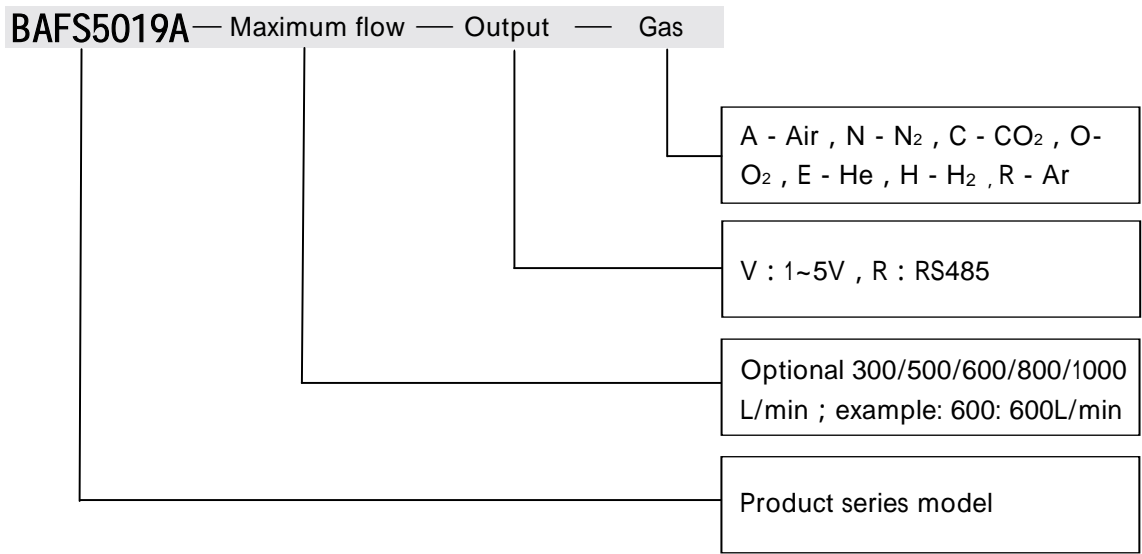 BAFS5019A — Maximum flow — Output — Gas
A - Air , N - N₂ , C - CO₂ , O-
O₂ , E - He , H - H₂ , R - Ar
V : 1~5V , R : RS485
Optional 300/500/600/800/1000
L/min ; example: 600: 600L/min
Product series model